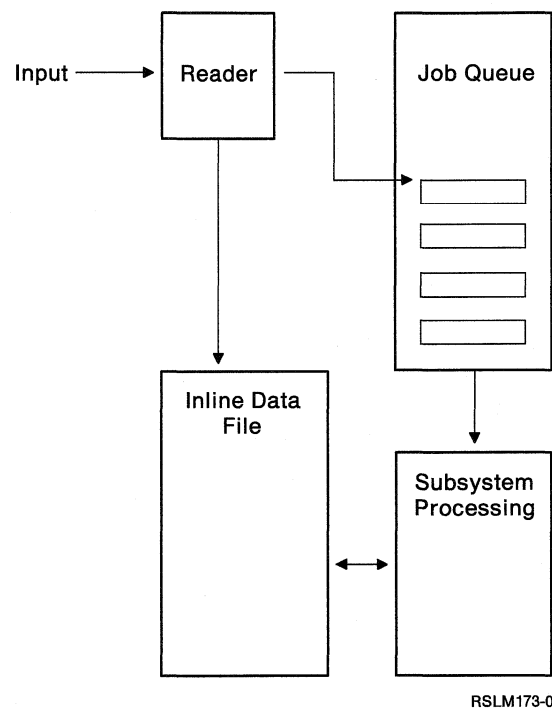 Input
Reader
Job Queue
Inline Data
File
Subsystem
Processing
RSLM173-0